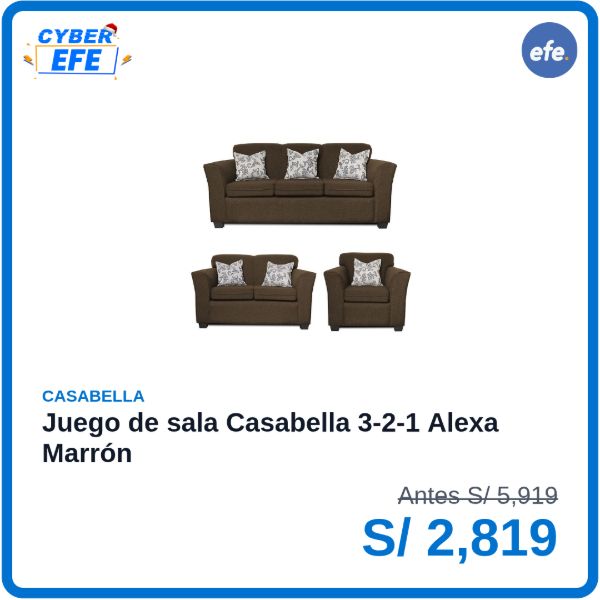 CYBER
EFE
efe.
CASABELLA
Juego de sala Casabella 3-2-1 Alexa
Marrón
Antes S/ 5,919
S/ 2,819